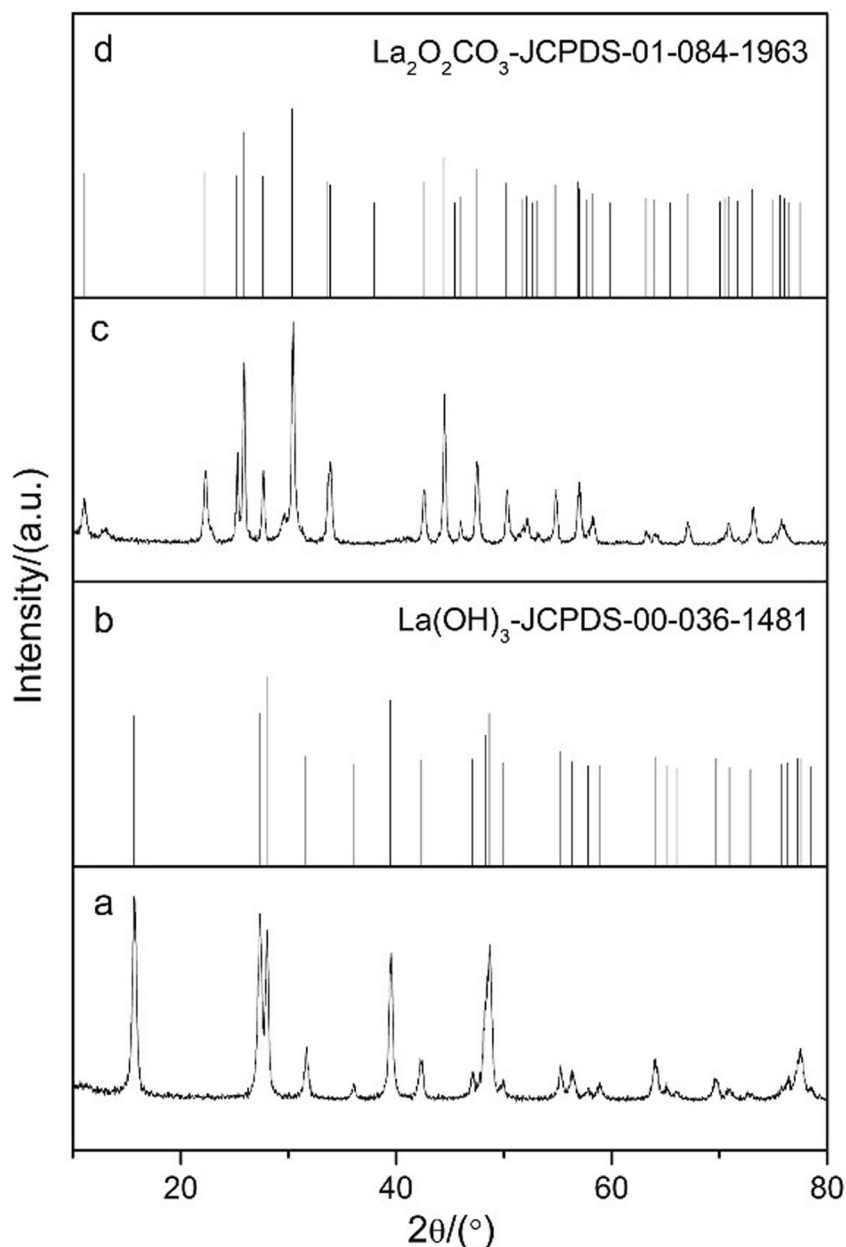 d
La₂O₂CO₃-JCPDS-01-084-1963
c
Intensity/(a.u.)
b
La(OH)₃-JCPDS-00-036-1481
a
20 40 60 80
2θ/(°)